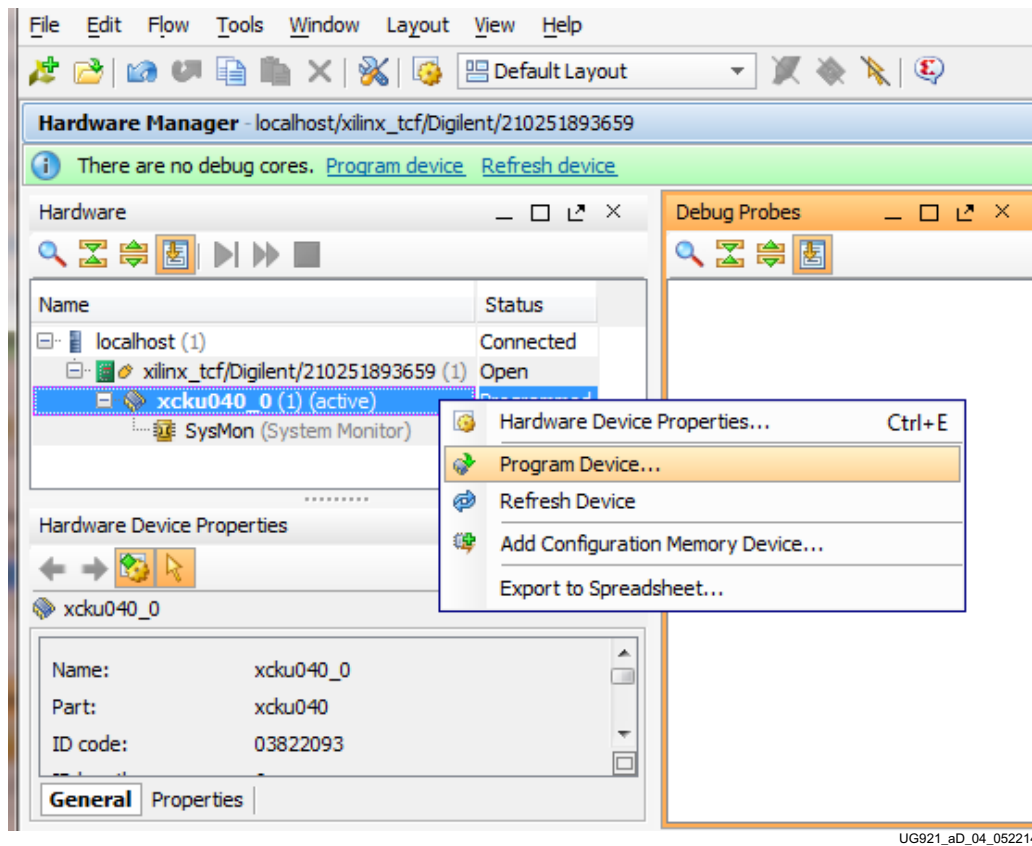 File Edit Flow Tools Window Layout View Help
Default Layout
Hardware Manager - localhost/xilinx_tcf/Digilent/210251893659
There are no debug cores. Program device Refresh device
Hardware
Debug Probes
Name Status
localhost (1) Connected
xilinx_tcf/Digilent/210251893659 (1) Open
xcku040_0 (1) (active)
SysMon (System Monitor)
Hardware Device Properties... Ctrl+E
Program Device...
Refresh Device
Add Configuration Memory Device...
Export to Spreadsheet...
Hardware Device Properties
xcku040_0
Name: xcku040_0
Part: xcku040
ID code: 03822093
General Properties
UG921_aD_04_052214